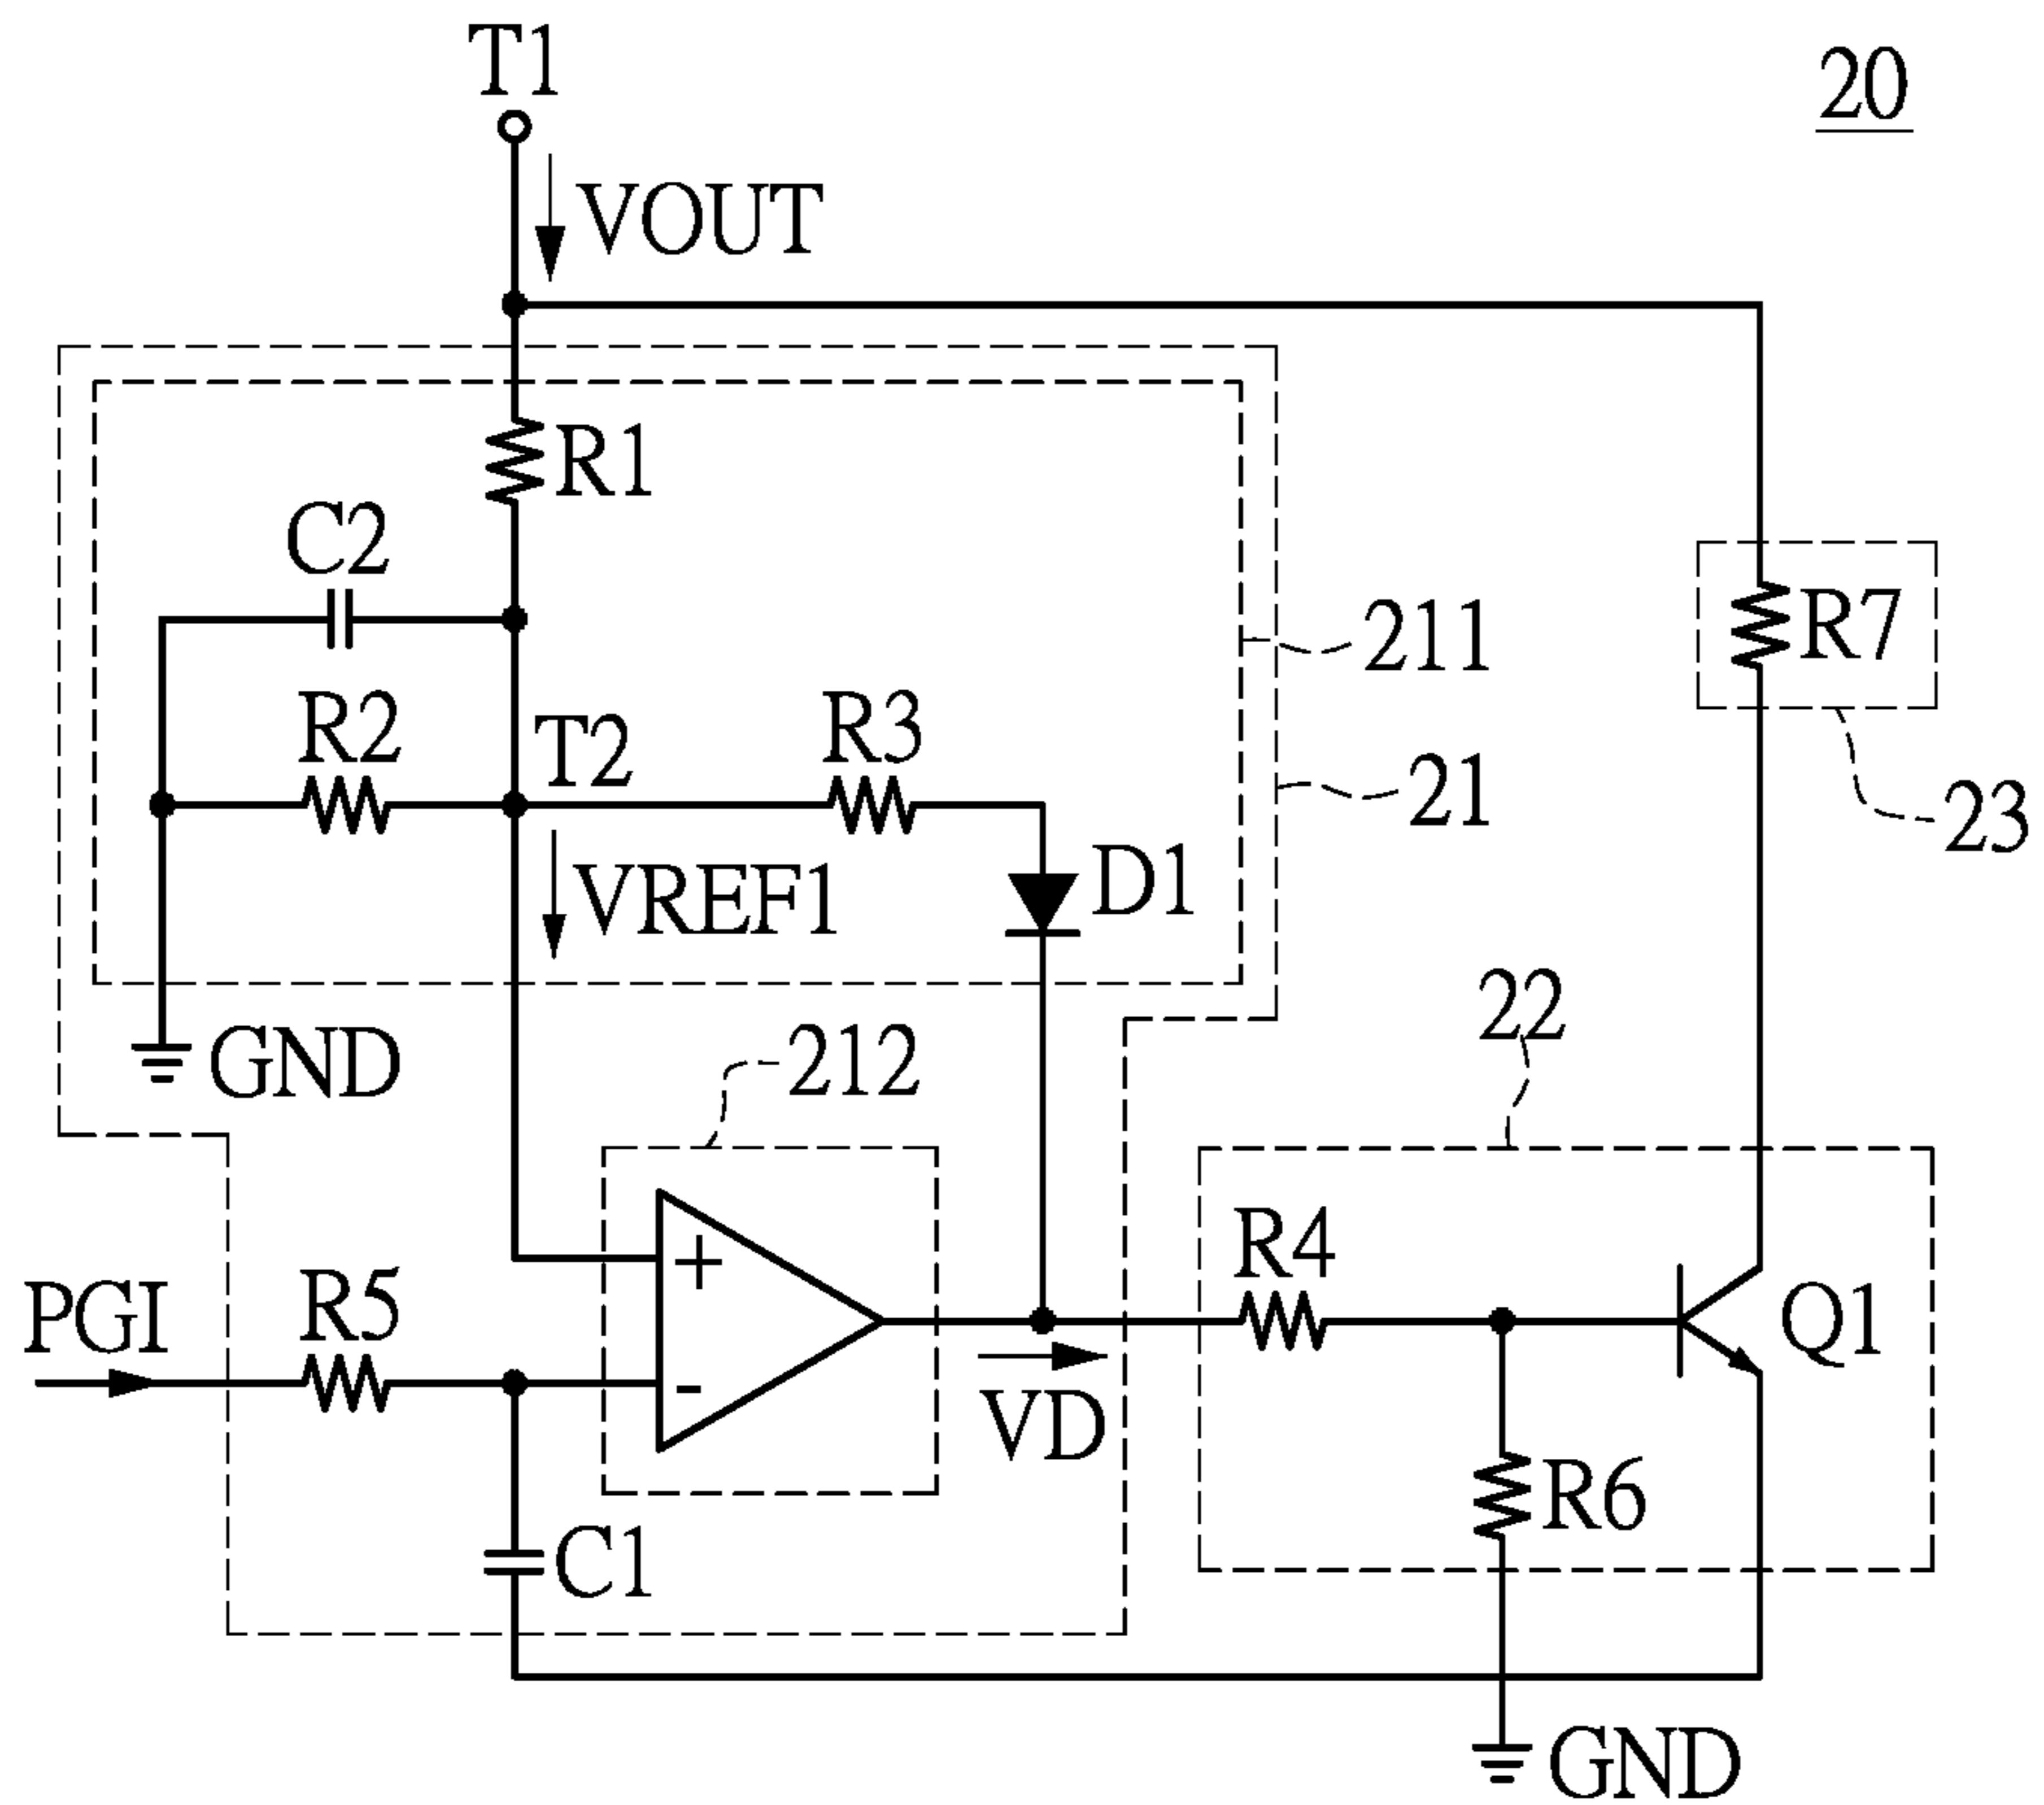 T1
20
VOUT
R1
C2
R7
211
R2
T2
R3
21
23
D1
VREF1
22
GND
212
R4
PGI
R5
+
Q1
-
VD
R6
C1
GND